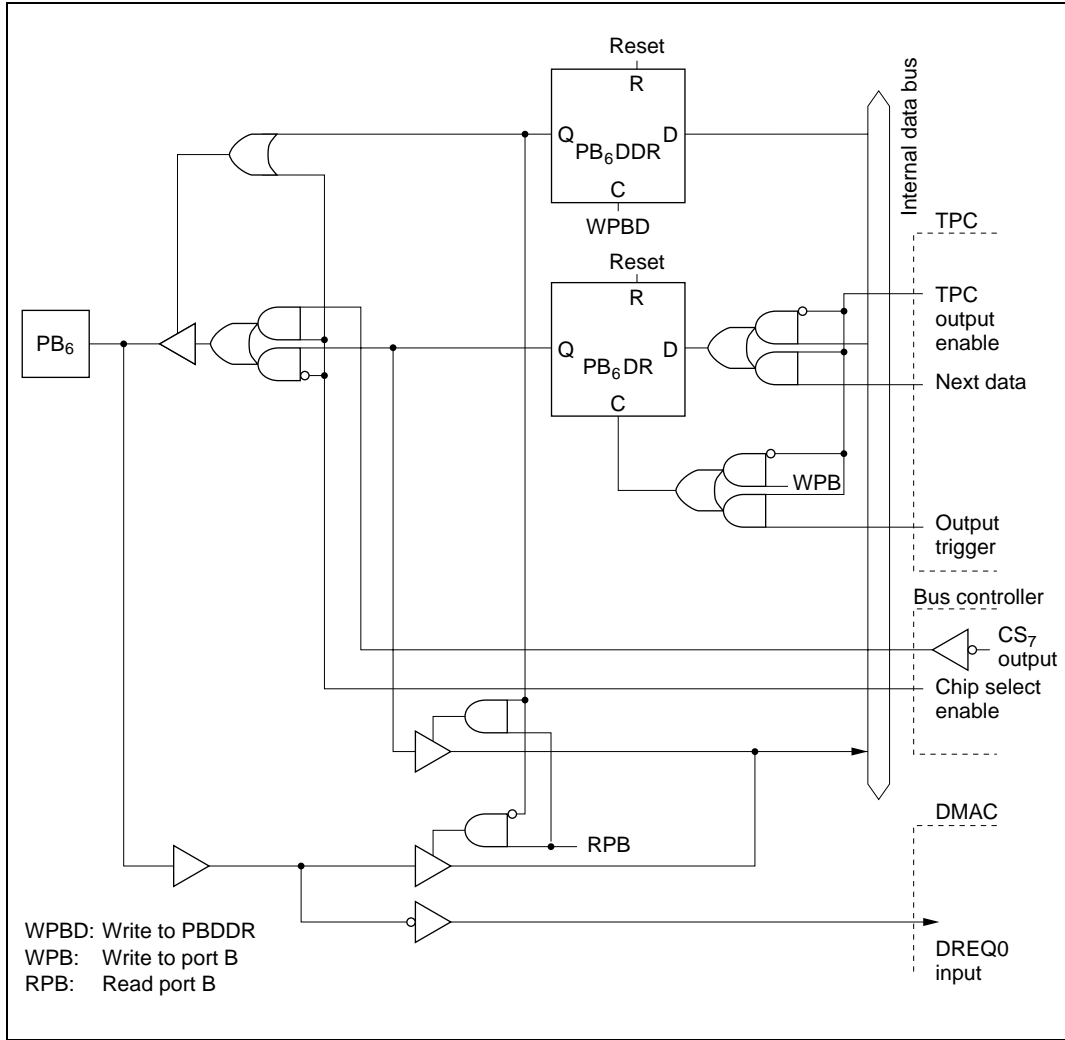 Reset
R
Q
D
PB₆DDR
C
WPBD
Internal data bus
TPC
Reset
R
PB₆
Q
D
PB₆DR
C
TPC
output
enable
Next data
WPB
Output
trigger
Bus controller
CS₇
output
Chip select
enable
DMAC
RPB
WPBD: Write to PBDDR
WPB: Write to port B
RPB: Read port B
DREQ0
input